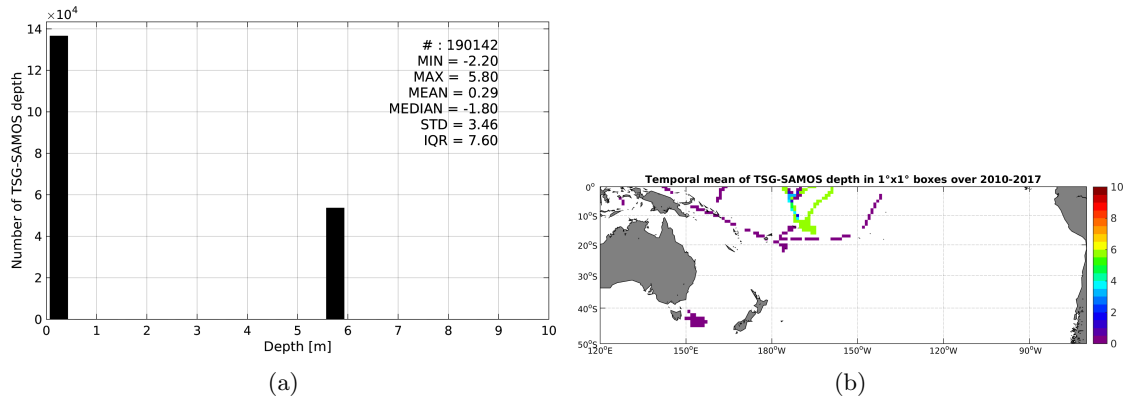 ×10⁴
14
12
10
8
6
4
2
0
Number of TSG-SAMOS depth
# : 190142
MIN = -2.20
MAX = 5.80
MEAN = 0.29
MEDIAN = -1.80
STD = 3.46
IQR = 7.60
0 1 2 3 4 5 6 7 8 9 10
Depth [m]
(a)
Temporal mean of TSG-SAMOS depth in 1°x1° boxes over 2010-2017
0°
10°S
20°S
30°S
40°S
50°S
120°E 150°E 180°W 150°W 120°W 90°W
10
8
6
4
2
0
(b)